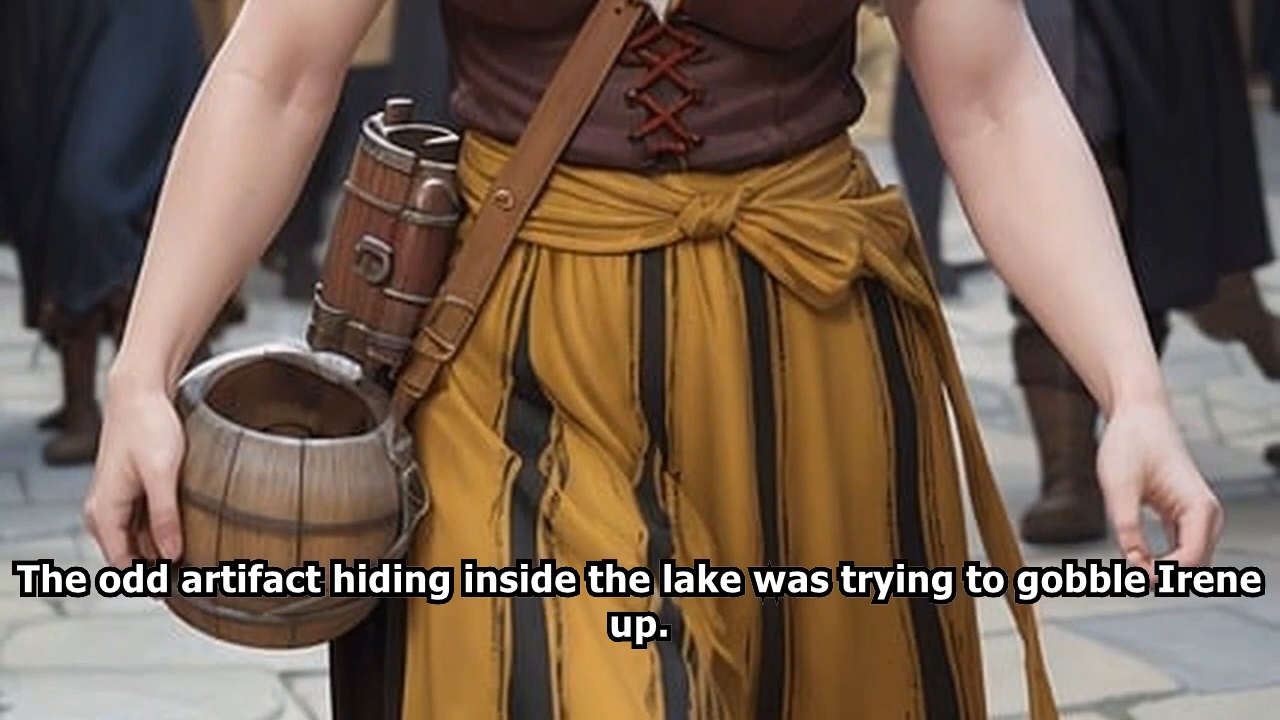 The odd artifact hiding inside the lake was trying to gobble Irene
up.